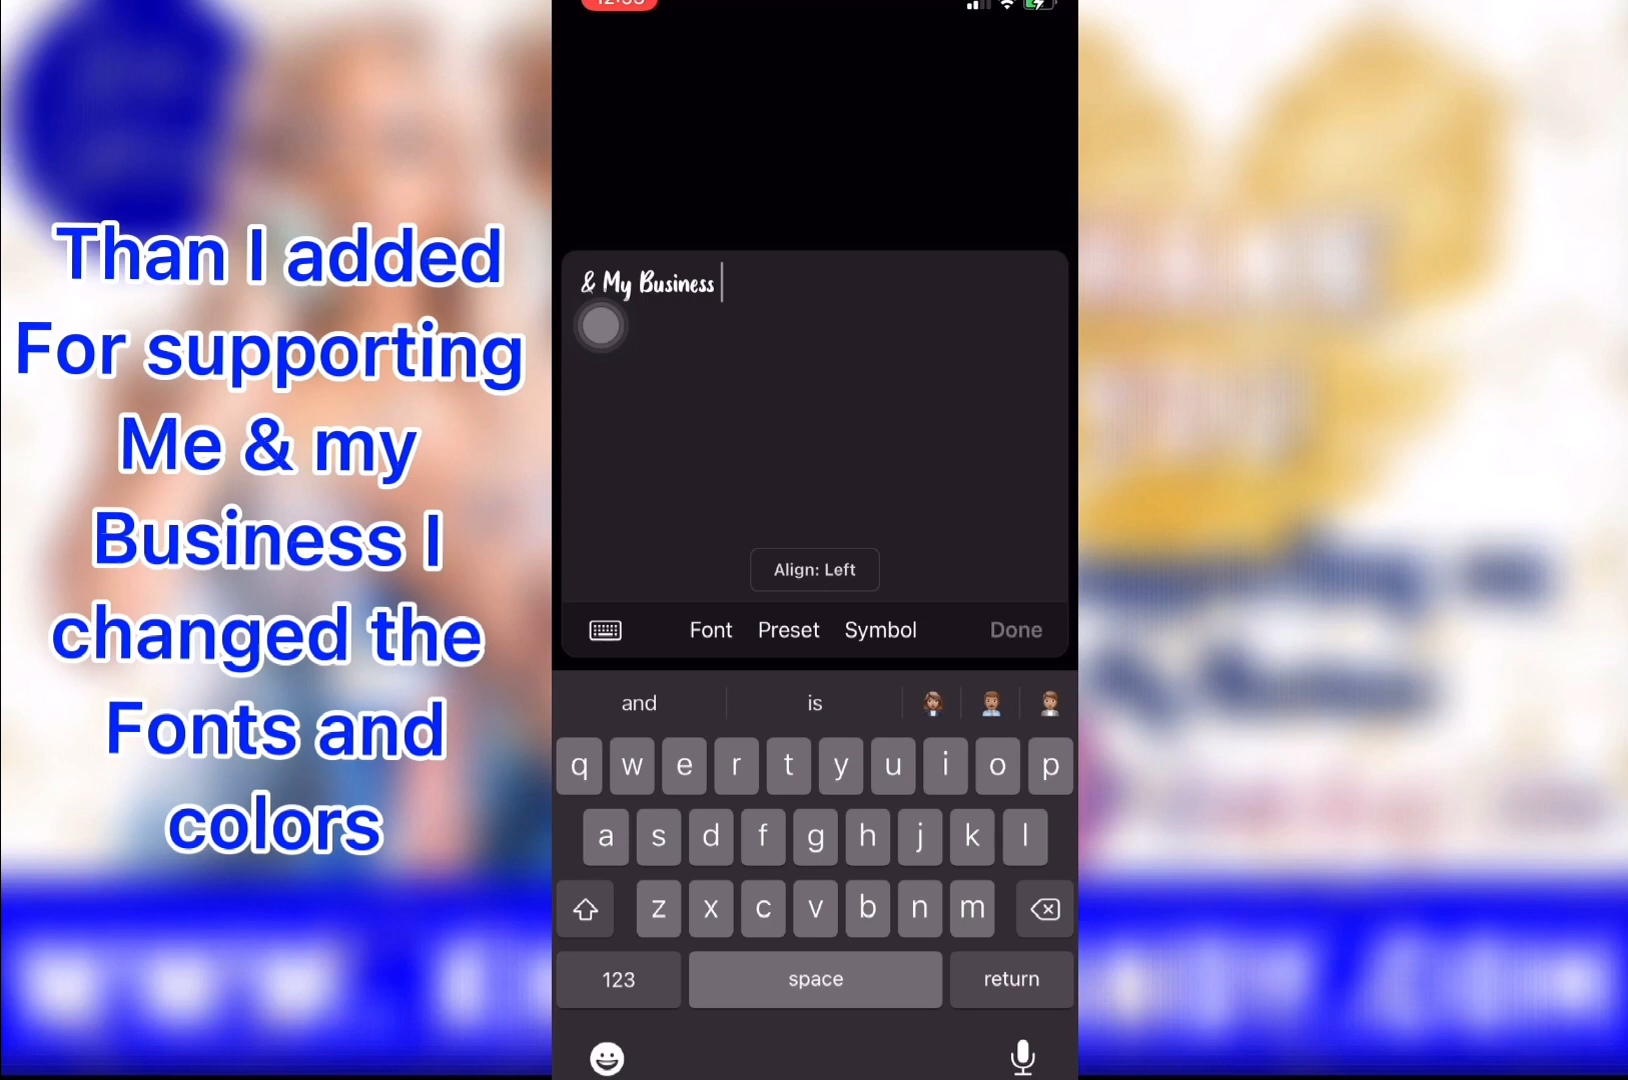 Than I added
For supporting
Me & my
Business I
changed the
Fonts and
colors
& My Business
Align: Left
Font Preset Symbol Done
and is
q w e r t y u i o p
a s d f g h j k l
z x c v b n m
123 space return